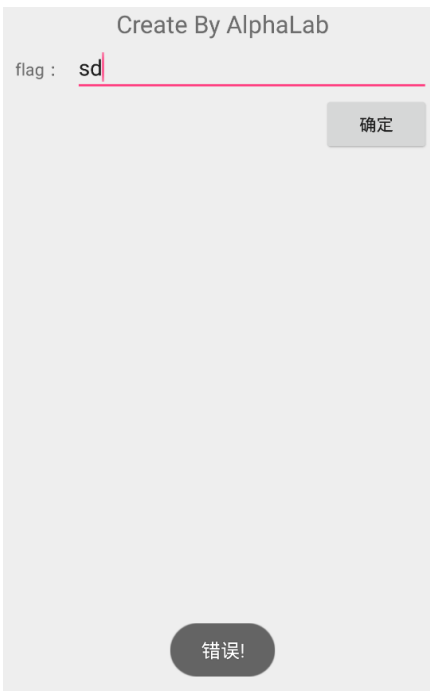 Create By AlphaLab
flag： sd
确定
错误!